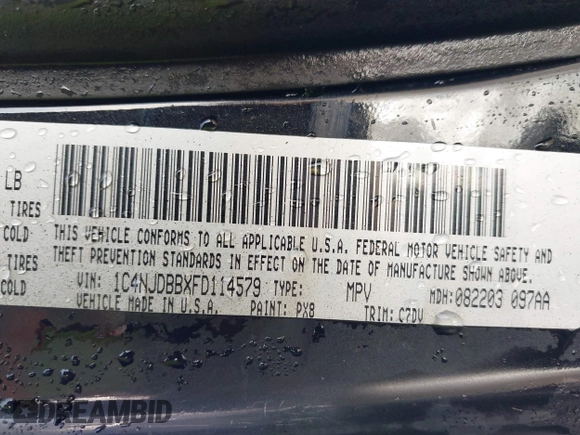 LB
TIRES
COLD
TIRES
COLD
THIS VEHICLE CONFORMS TO ALL APPLICABLE U.S.A. FEDERAL MOTOR VEHICLE SAFETY AND
THEFT PREVENTION STANDARDS IN EFFECT ON THE DATE OF MANUFACTURE SHOWN ABOVE.
VIN: 1C4NJDBBXFD114579 TYPE: MPV MDH:082203 097AA
VEHICLE MADE IN U.S.A. PAINT: PX8 TRIM: C7DV
DREAMBID